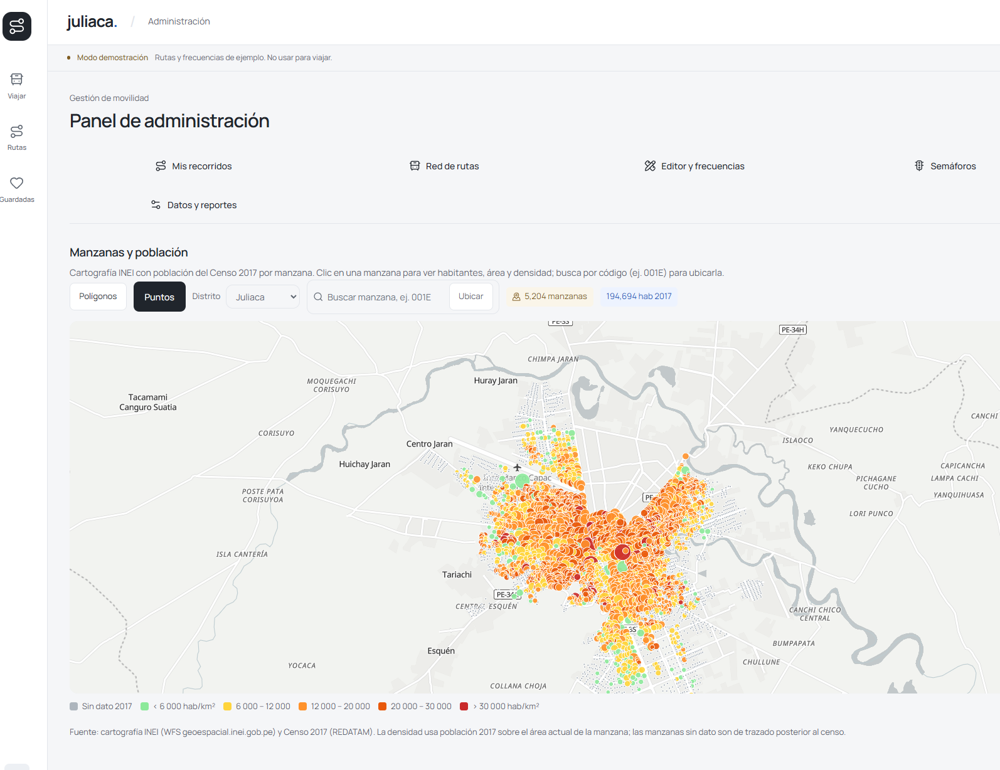 juliaca. / Administración
Modo demostración Rutas y frecuencias de ejemplo. No usar para viajar.
Viajar
Rutas
Guardadas
Gestión de movilidad
Panel de administración
Mis recorridos
Red de rutas
Editor y frecuencias
Semáforos
Datos y reportes
Manzanas y población
Cartografía INEI con población del Censo 2017 por manzana. Clic en una manzana para ver habitantes, área y densidad; busca por código (ej. 001E) para ubicarla.
Polígonos Puntos Distrito Juliaca Buscar manzana, ej. 001E Ubicar 5,204 manzanas 194,694 hab 2017
PE-33
PE-34H
CHIMPA JARAN
MOQUEGACHI
CORISUYO
Huray Jaran
Tacamami
Canguro Suatia
CANCHI
YANQUECUCHO
CORISUYO
ISLAOCO
Centro Jaran
Huichay Jaran
KEKO CHUPA
CAPICANCHA
Capac
PICHAGANE
CUCHO
LAMPA CACHI
POSTE PATA
CORISUYOA
YANQUIHUASA
LORI PUNCO
ISLA CANTERÍA
Tariachi
ESQUÉN
CANCHI CHICO
CENTRAL
BUMPAPATA
Esquén
CHULLUNE
YOCACA
COLLANA CHOJA
Sin dato 2017 < 6 000 hab/km² 6 000 – 12 000 12 000 – 20 000 20 000 – 30 000 > 30 000 hab/km²
Fuente: cartografía INEI (WFS geoespacial.inei.gob.pe) y Censo 2017 (REDATAM). La densidad usa población 2017 sobre el área actual de la manzana; las manzanas sin dato son de trazado posterior al censo.